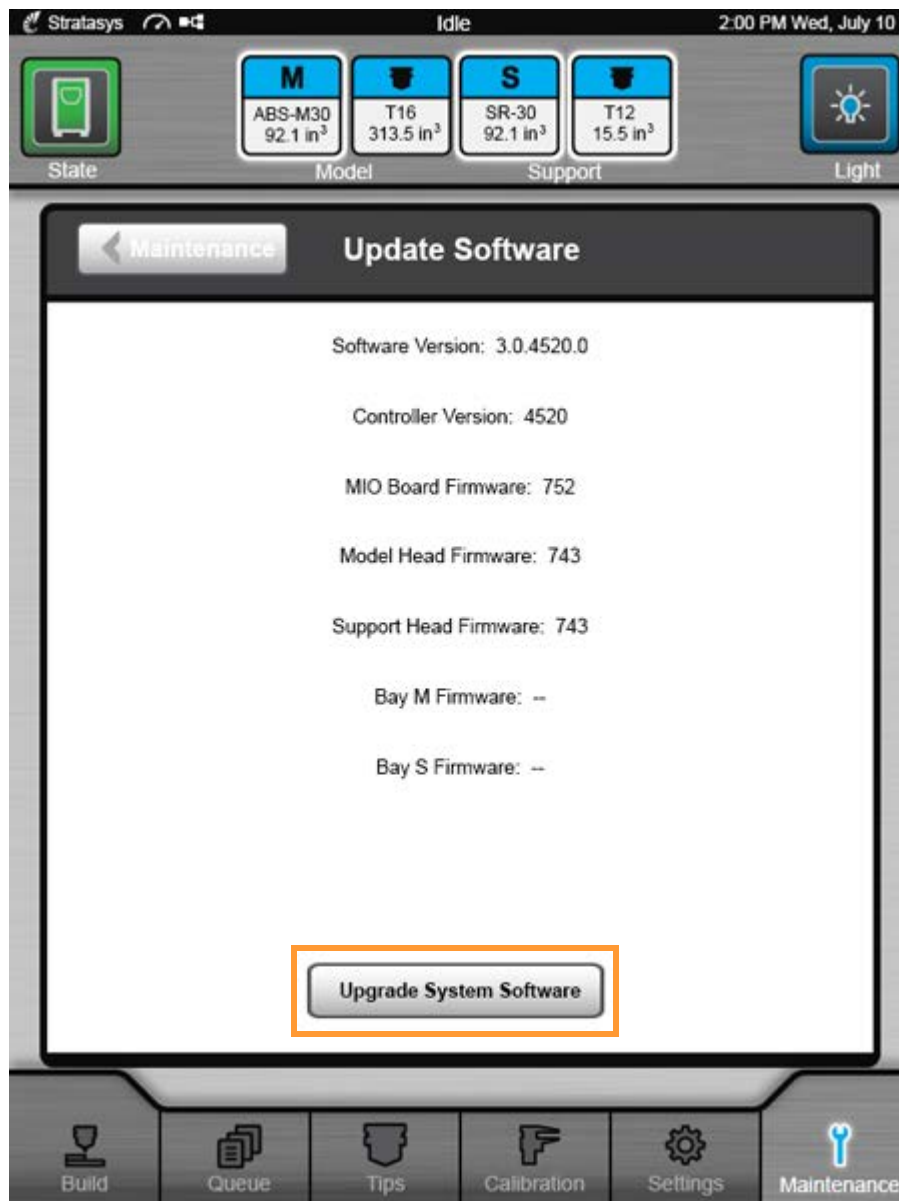 Stratasys Idle 2:00 PM Wed, July 10
M S
ABS-M30 T16 SR-30 T12
92.1 in³ 313.5 in³ 92.1 in³ 15.5 in³
State Model Support Light
Maintenance Update Software
Software Version: 3.0.4520.0
Controller Version: 4520
MIO Board Firmware: 752
Model Head Firmware: 743
Support Head Firmware: 743
Bay M Firmware: --
Bay S Firmware: --
Upgrade System Software
Build Queue Tips Calibration Settings Maintenance